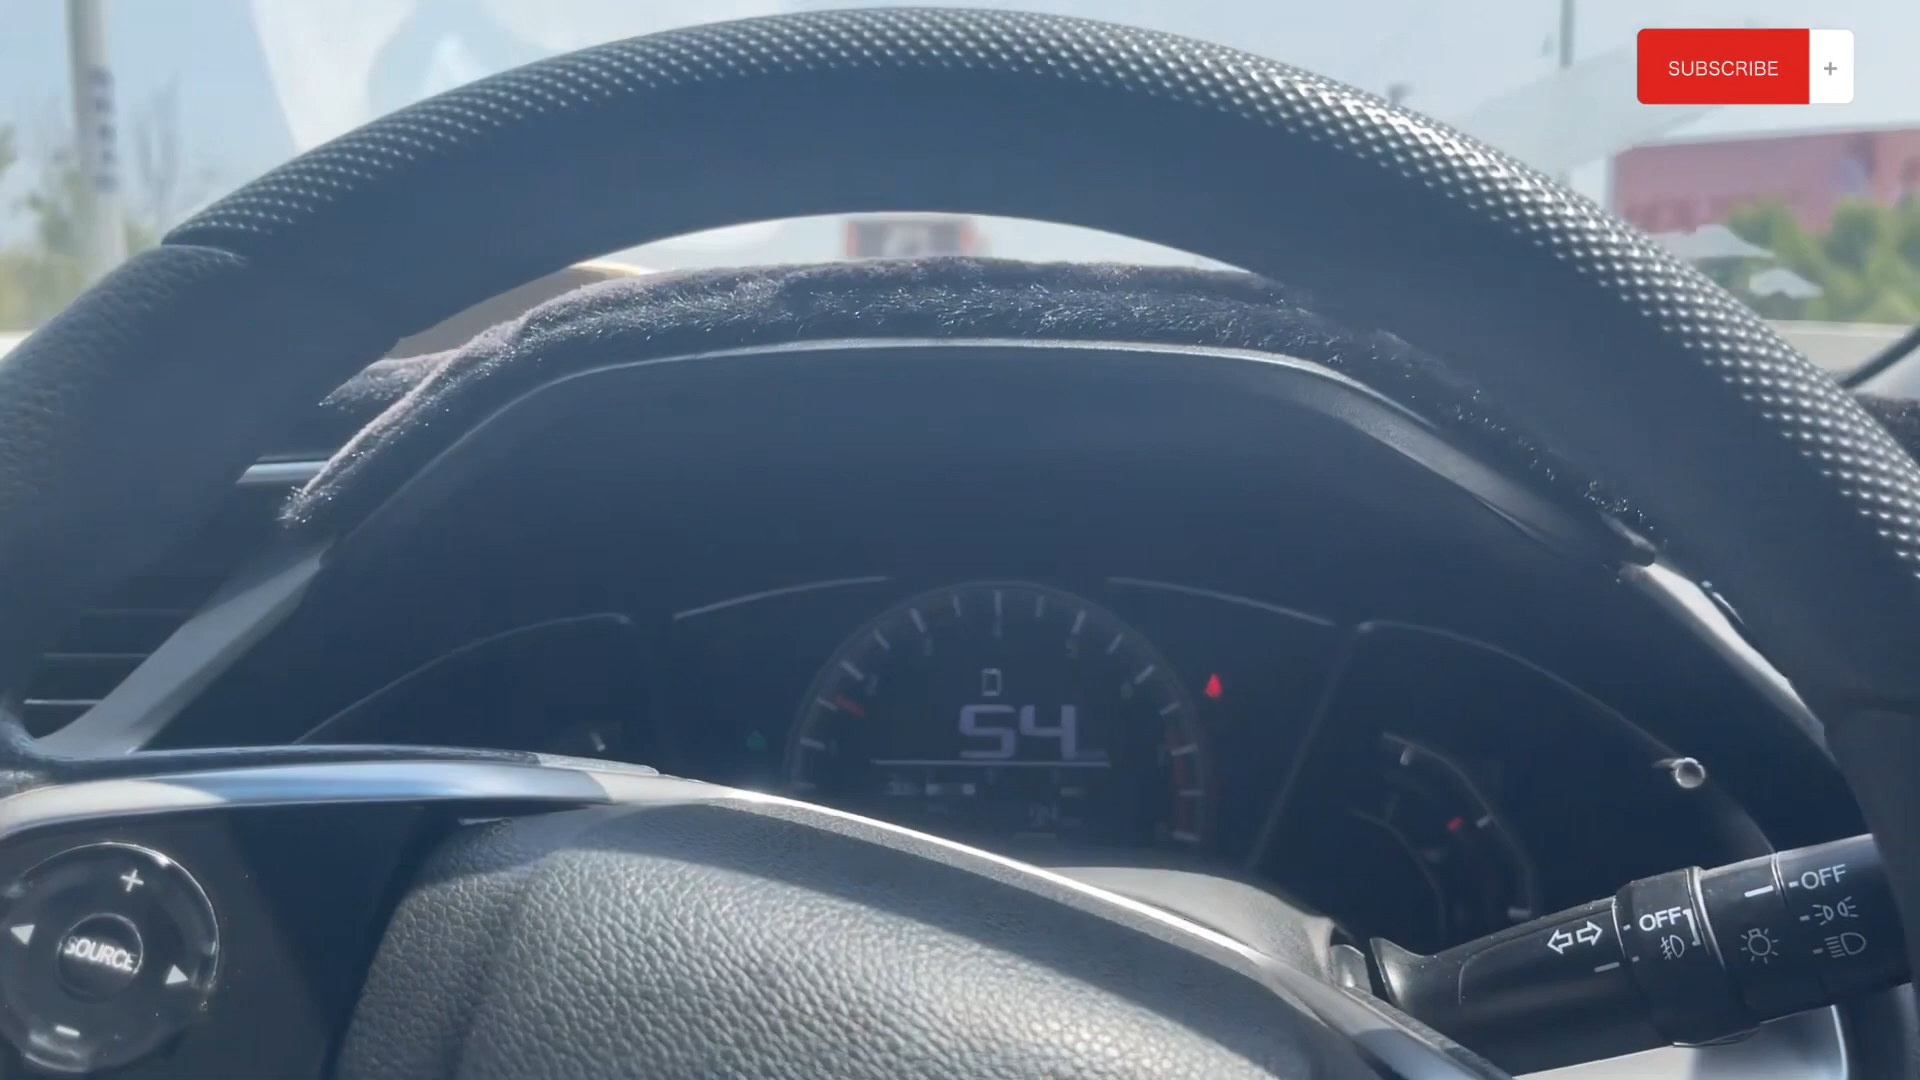 SUBSCRIBE +
D
54
+
SOURCE
-
OFF
OFF